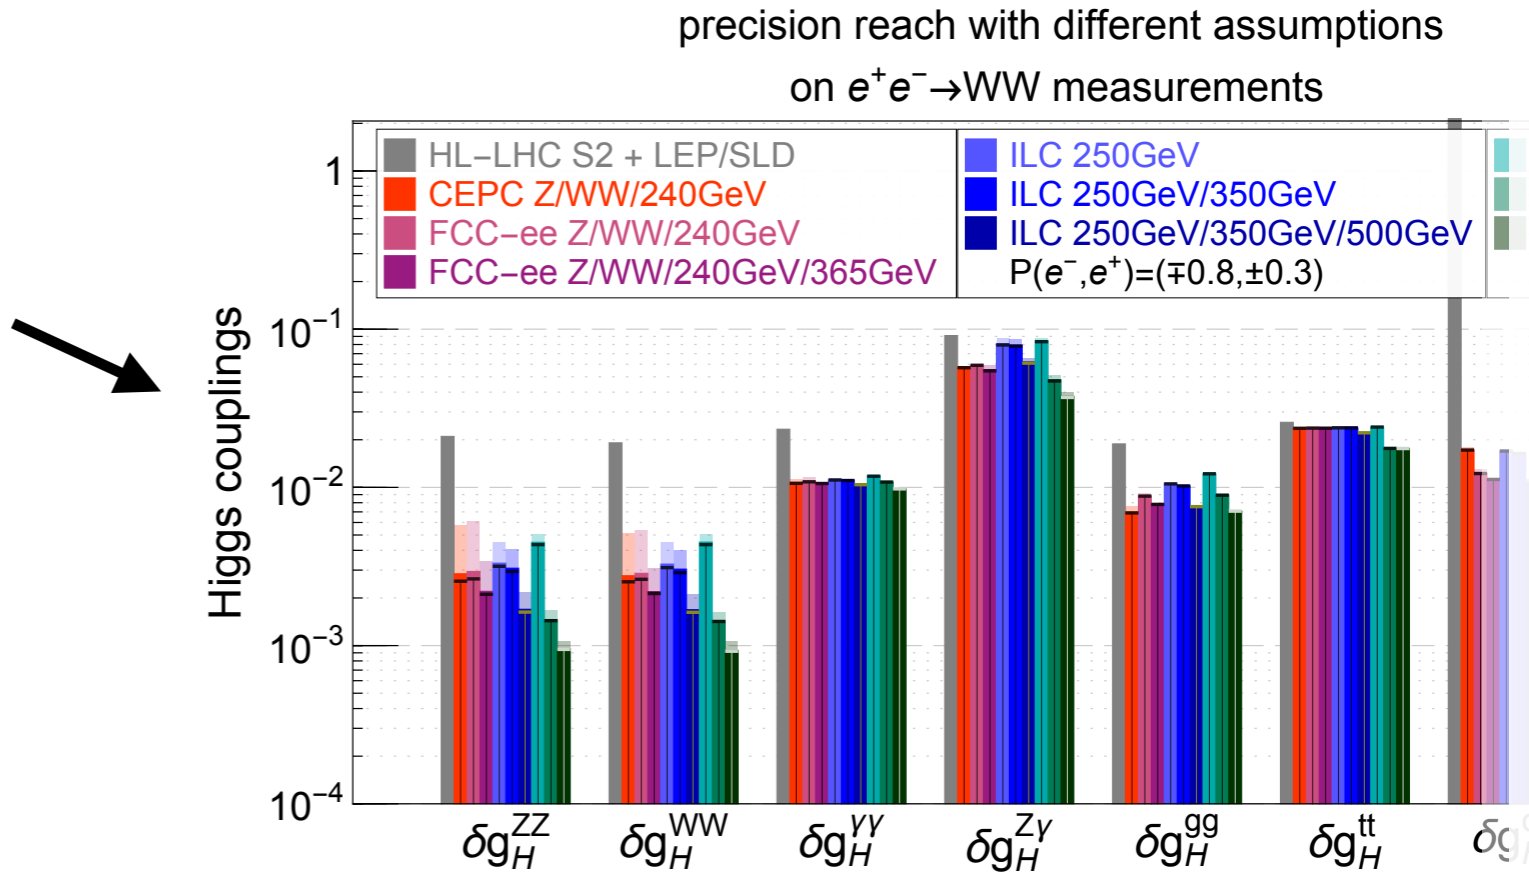 precision reach with different assumptions
on e⁺e⁻→WW measurements
HL−LHC S2 + LEP/SLD
CEPC Z/WW/240GeV
FCC−ee Z/WW/240GeV
FCC−ee Z/WW/240GeV/365GeV
ILC 250GeV
ILC 250GeV/350GeV
ILC 250GeV/350GeV/500GeV
P(e⁻,e⁺)=(∓0.8,±0.3)
Higgs couplings
1
10⁻¹
10⁻²
10⁻³
10⁻⁴
δg_H^ZZ
δg_H^WW
δg_H^γγ
δg_H^Zγ
δg_H^gg
δg_H^tt
δg